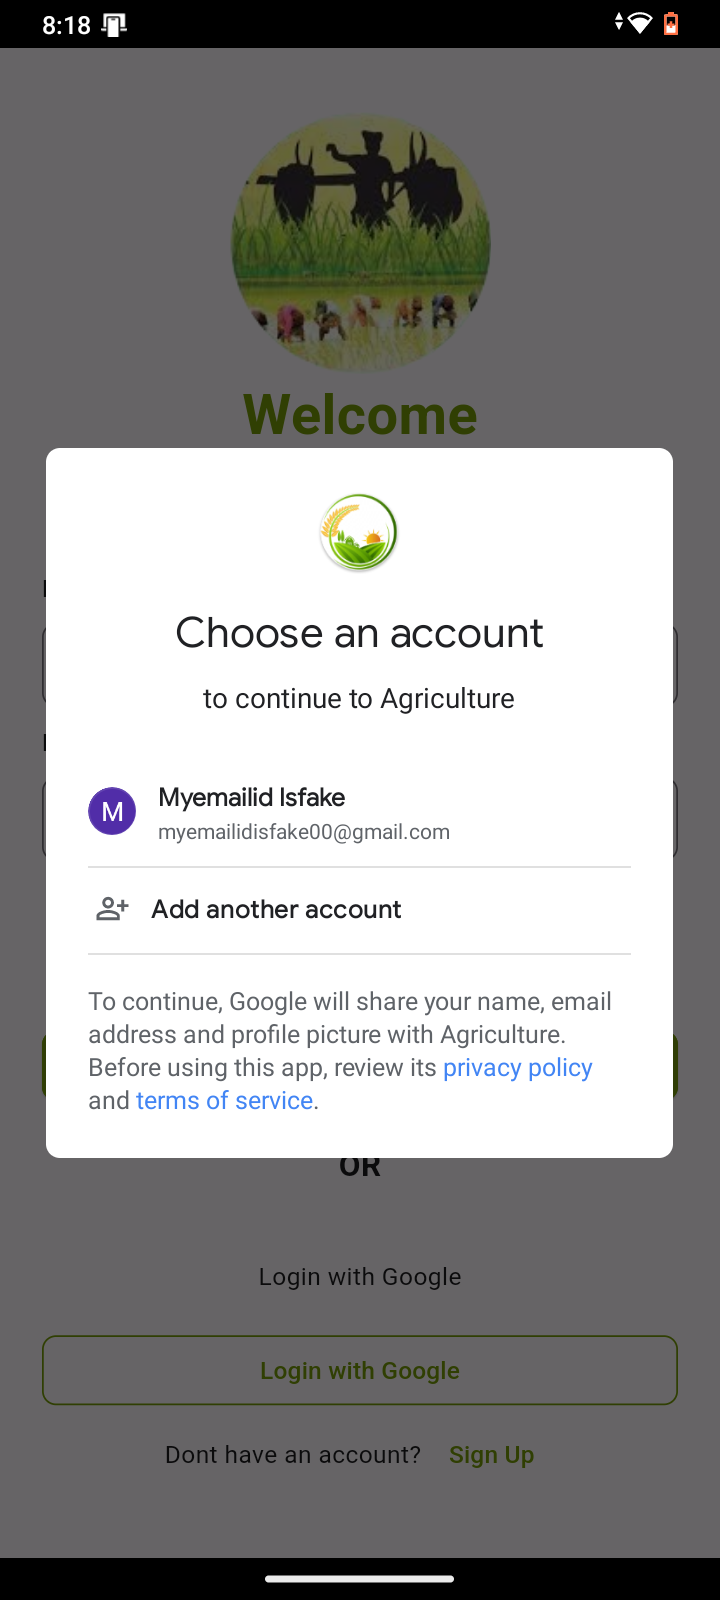 8:18
Welcome
Choose an account
to continue to Agriculture
M
Myemailid Isfake
myemailidisfake00@gmail.com
Add another account
To continue, Google will share your name, email
address and profile picture with Agriculture.
Before using this app, review its privacy policy
and terms of service.
OR
Login with Google
Login with Google
Dont have an account? Sign Up